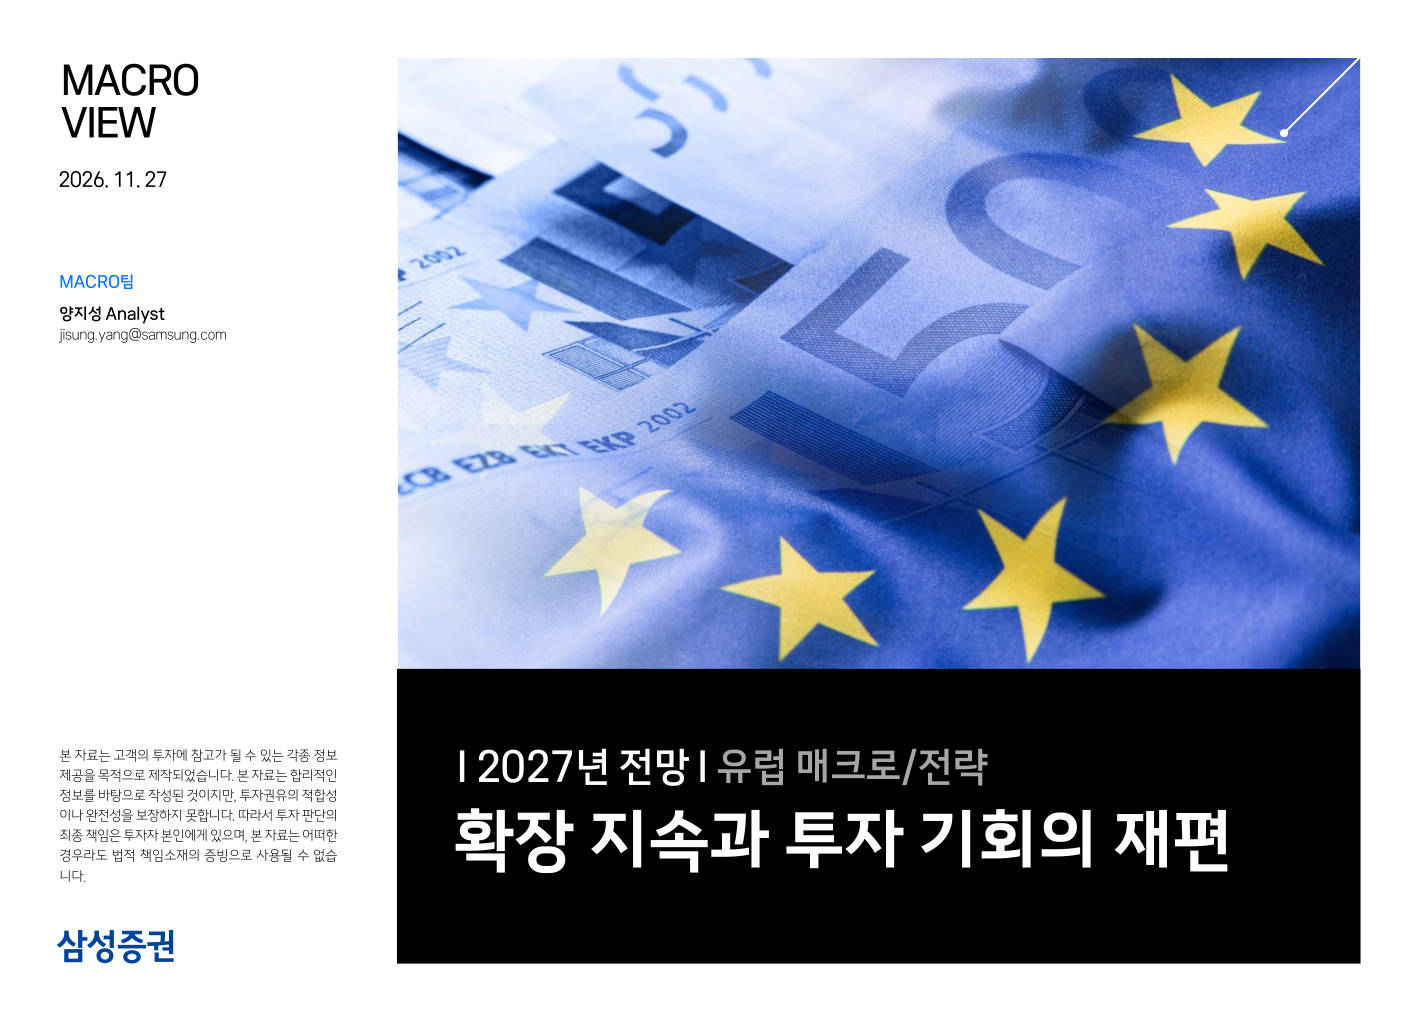 MACRO
VIEW
2026. 11. 27
MACRO팀
양지성 Analyst
jisung.yang@samsung.com
2002
50
ECB EZB EKT EKP 2002
| 2027년 전망 | 유럽 매크로/전략
확장 지속과 투자 기회의 재편
본 자료는 고객의 투자에 참고가 될 수 있는 각종 정보
제공을 목적으로 제작되었습니다. 본 자료는 합리적인
정보를 바탕으로 작성된 것이지만, 투자권유의 적합성
이나 완전성을 보장하지 못합니다. 따라서 투자 판단의
최종 책임은 투자자 본인에게 있으며, 본 자료는 어떠한
경우라도 법적 책임소재의 증빙으로 사용될 수 없습
니다.
삼성증권